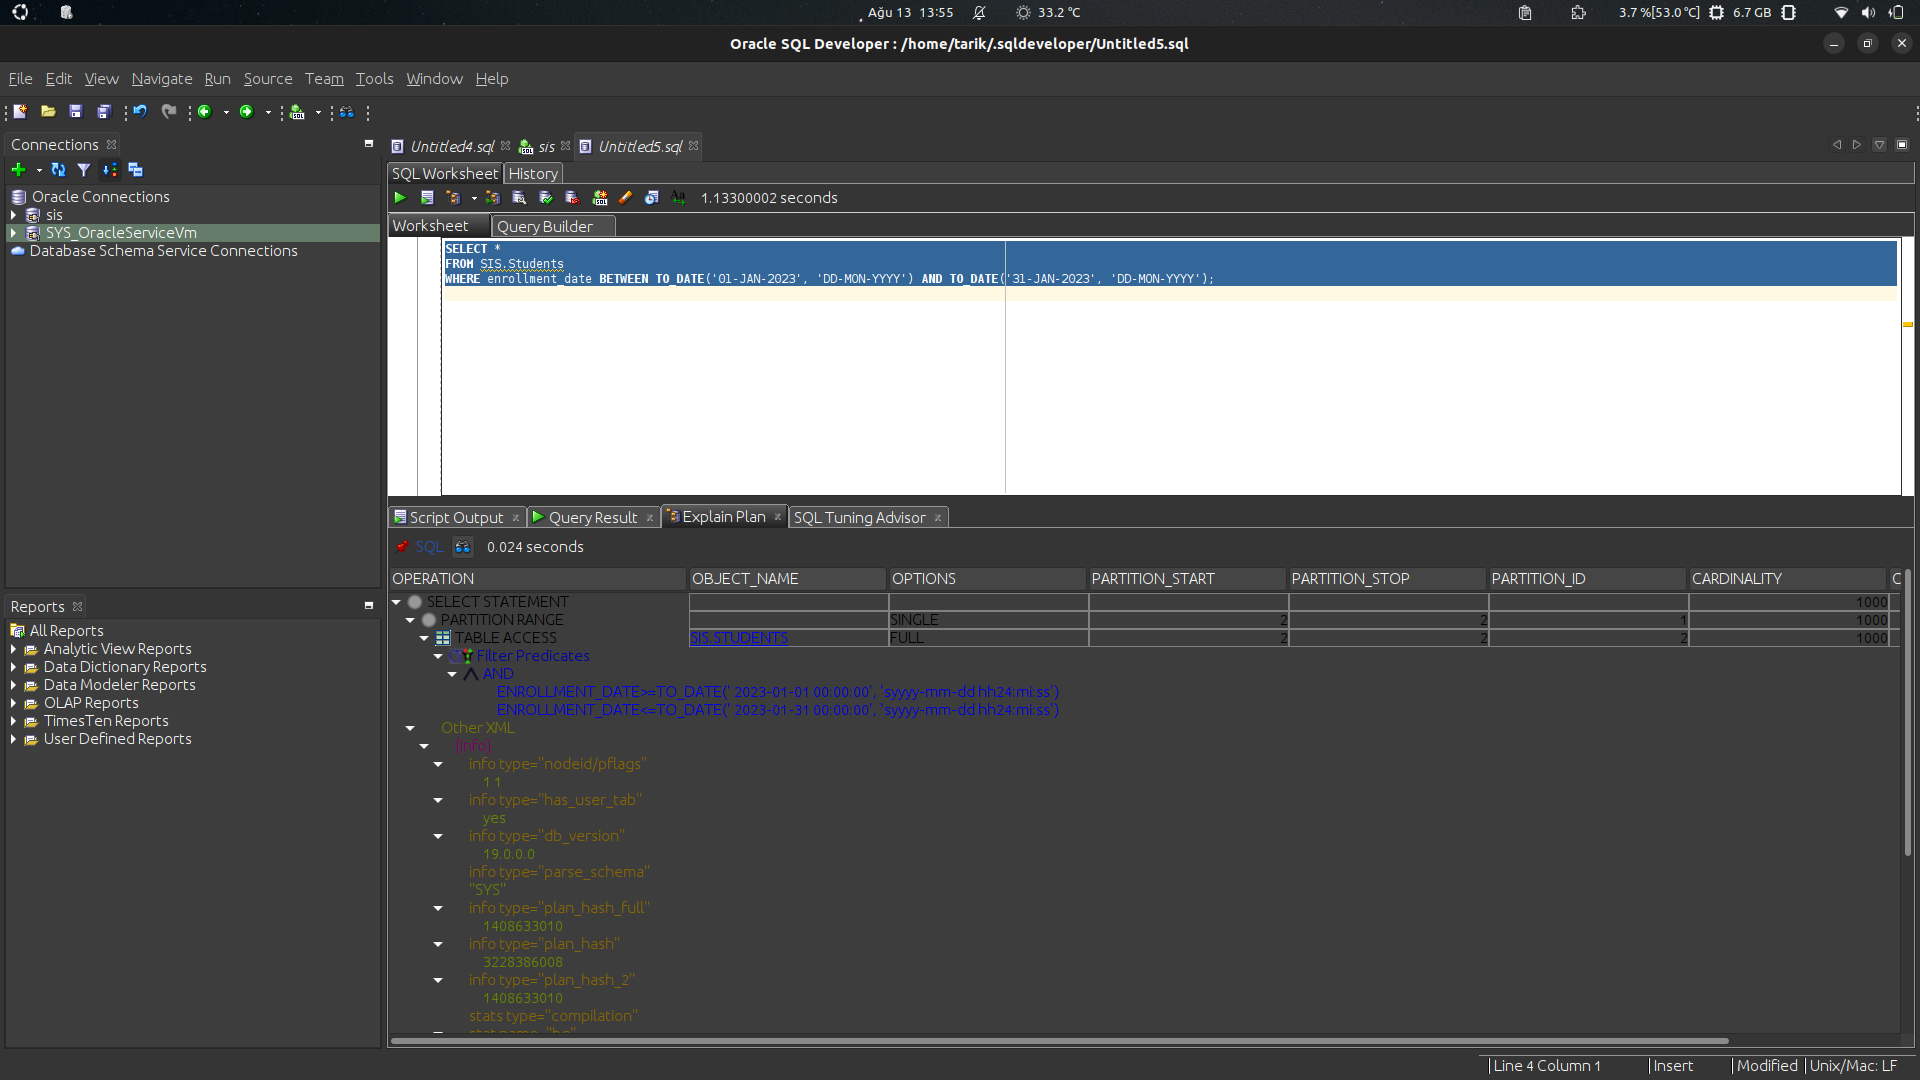 Ağu 13 13:55
33.2 °C
3.7 %[53.0 °C]
6.7 GB
Oracle SQL Developer : /home/tarik/.sqldeveloper/Untitled5.sql
File Edit View Navigate Run Source Team Tools Window Help
Connections
Oracle Connections
sis
SYS_OracleServiceVm
Database Schema Service Connections
Reports
All Reports
Analytic View Reports
Data Dictionary Reports
Data Modeler Reports
OLAP Reports
TimesTen Reports
User Defined Reports
Untitled4.sql sis Untitled5.sql
SQL Worksheet History
1.13300002 seconds
Worksheet Query Builder
SELECT *
FROM SIS.Students
WHERE enrollment_date BETWEEN TO_DATE('01-JAN-2023', 'DD-MON-YYYY') AND TO_DATE('31-JAN-2023', 'DD-MON-YYYY');
Script Output Query Result Explain Plan SQL Tuning Advisor
SQL 0.024 seconds
OPERATION OBJECT_NAME OPTIONS PARTITION_START PARTITION_STOP PARTITION_ID CARDINALITY C
SELECT STATEMENT 1000
PARTITION RANGE SINGLE 2 2 1 1000
TABLE ACCESS SIS.STUDENTS FULL 2 2 2 1000
Filter Predicates
AND
ENROLLMENT_DATE>=TO_DATE(' 2023-01-01 00:00:00', 'syyyy-mm-dd hh24:mi:ss')
ENROLLMENT_DATE<=TO_DATE(' 2023-01-31 00:00:00', 'syyyy-mm-dd hh24:mi:ss')
Other XML
{info}
info type="nodeid/pflags"
1 1
info type="has_user_tab"
yes
info type="db_version"
19.0.0.0
info type="parse_schema"
"SYS"
info type="plan_hash_full"
1408633010
info type="plan_hash"
3228386008
info type="plan_hash_2"
1408633010
stats type="compilation"
stat name="bg"
Line 4 Column 1 Insert Modified Unix/Mac: LF